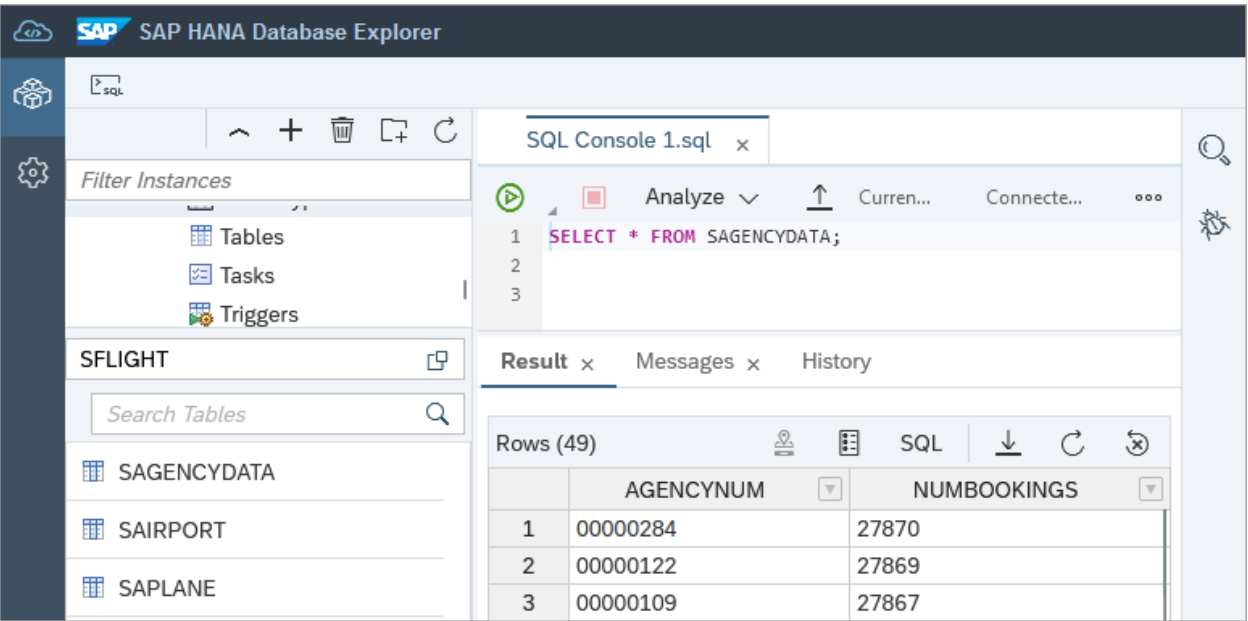 SAP SAP HANA Database Explorer
SQL
Filter Instances
Tables
Tasks
Triggers
SFLIGHT
Search Tables
SAGENCYDATA
SAIRPORT
SAPLANE
SQL Console 1.sql
Analyze Curren... Connecte...
1 SELECT * FROM SAGENCYDATA;
2
3
Result Messages History
Rows (49) SQL
AGENCYNUM NUMBOOKINGS
1 00000284 27870
2 00000122 27869
3 00000109 27867